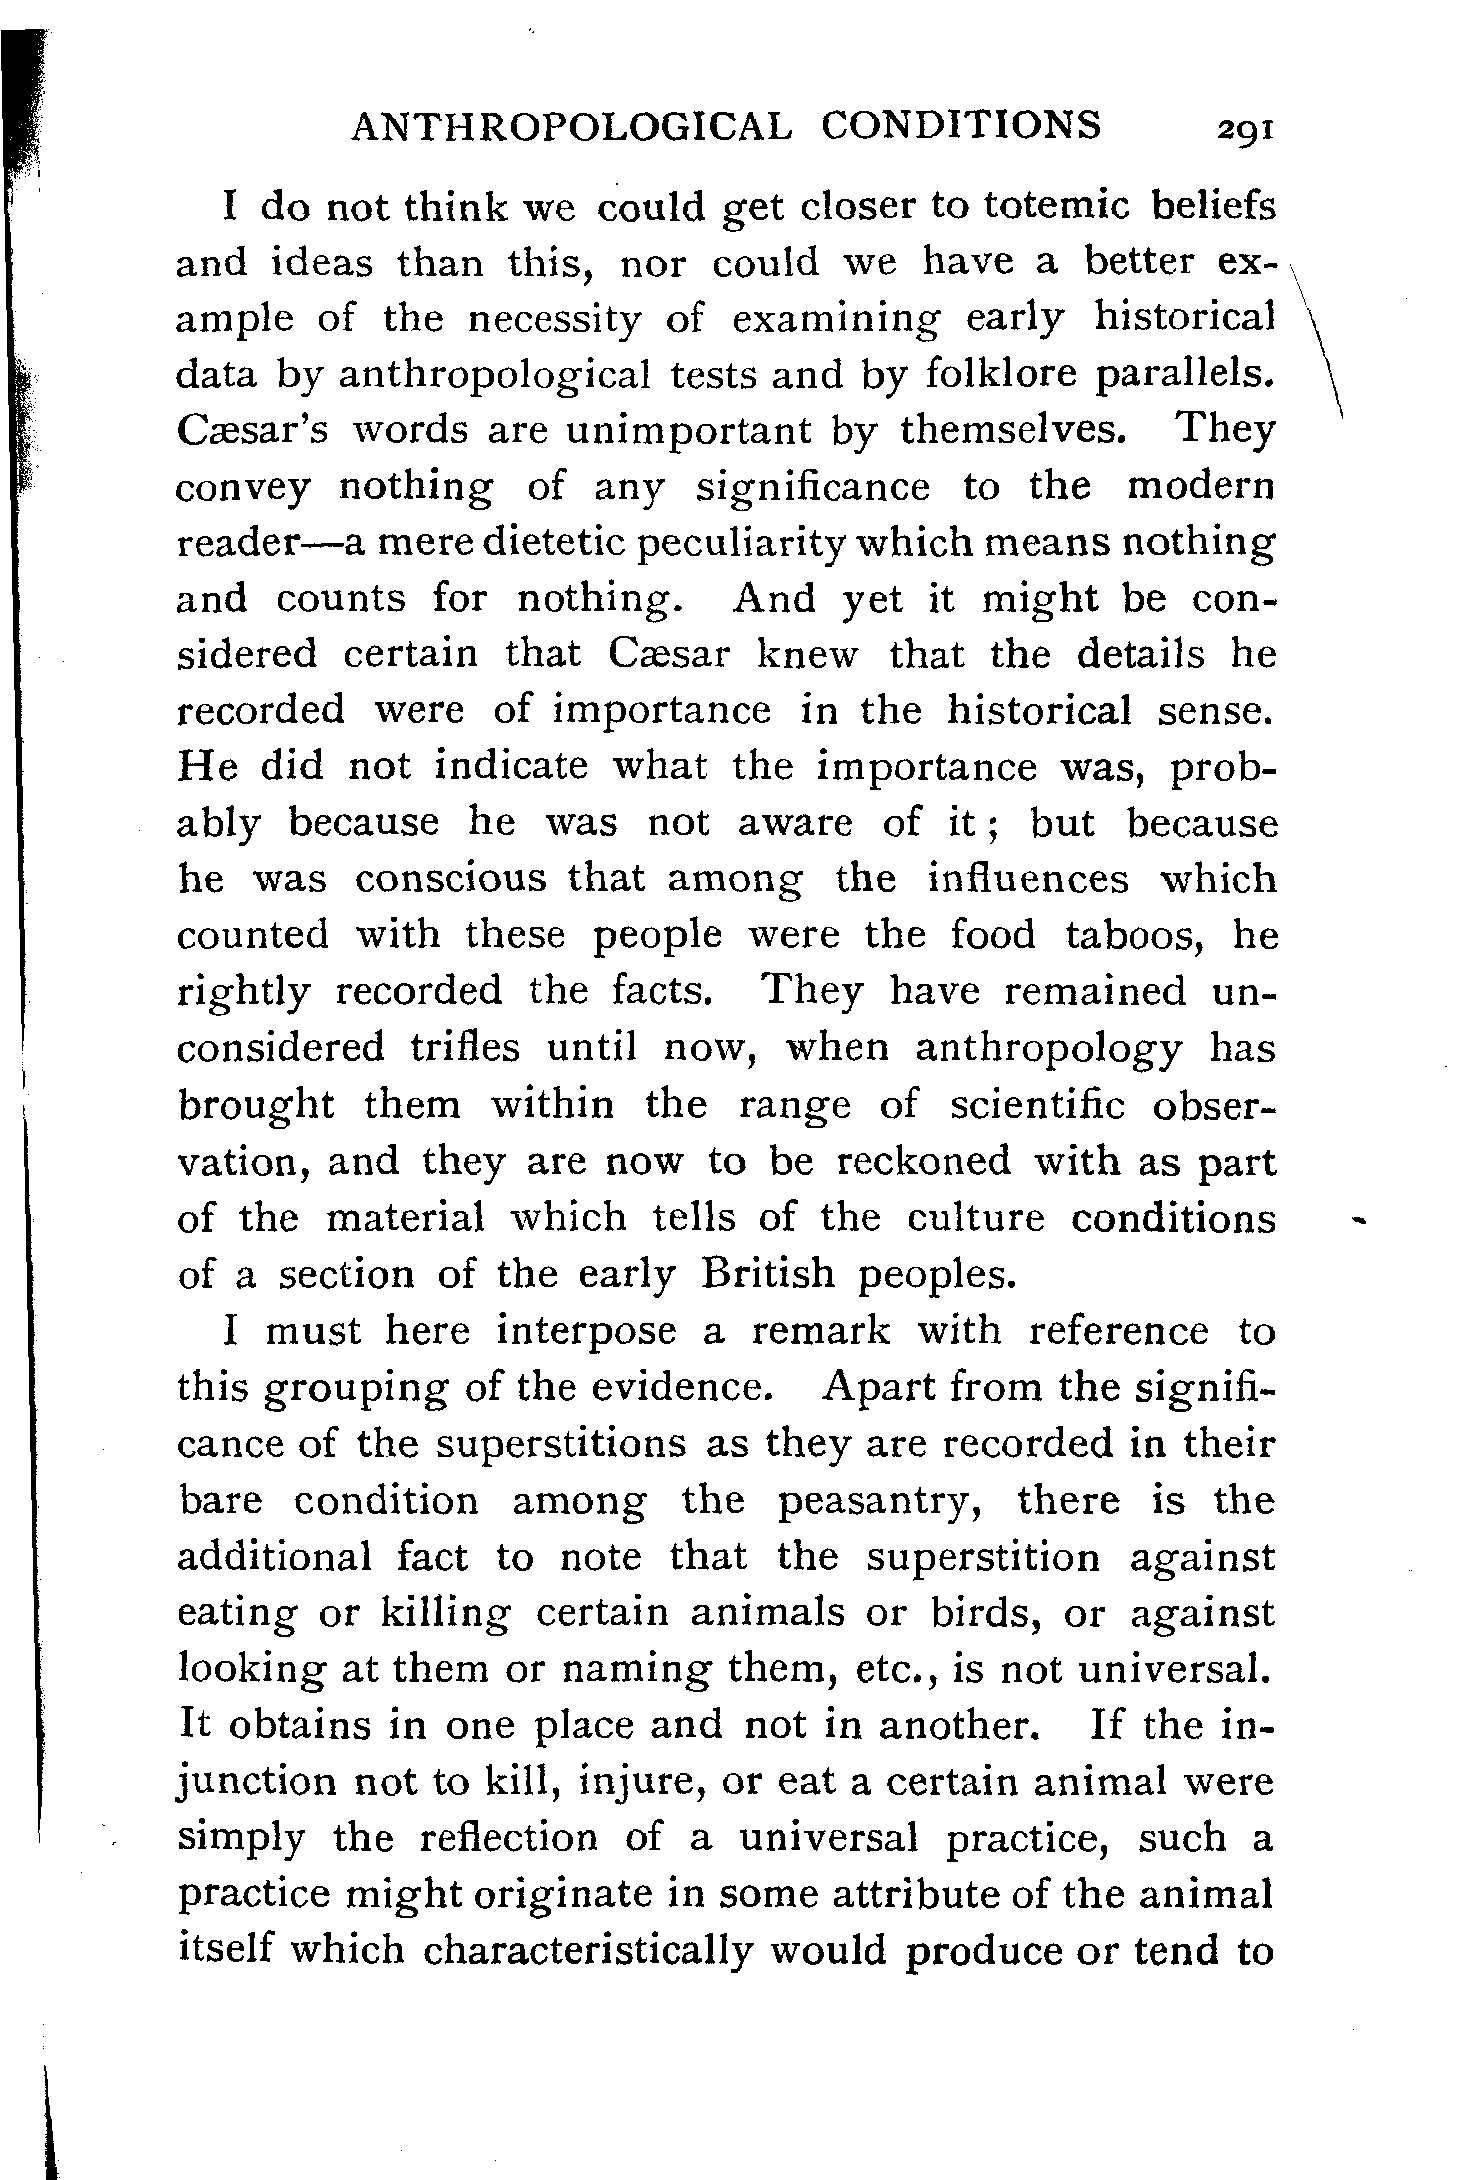 ANTHROPOLOGICAL CONDITIONS 291
I do not think we could get closer to totemic beliefs
and ideas than this, nor could we have a better ex-
ample of the necessity of examining early historical
data by anthropological tests and by folklore parallels.
Cæsar's words are unimportant by themselves. They
convey nothing of any significance to the modern
reader—a mere dietetic peculiarity which means nothing
and counts for nothing. And yet it might be con-
sidered certain that Cæsar knew that the details he
recorded were of importance in the historical sense.
He did not indicate what the importance was, prob-
ably because he was not aware of it; but because
he was conscious that among the influences which
counted with these people were the food taboos, he
rightly recorded the facts. They have remained un-
considered trifles until now, when anthropology has
brought them within the range of scientific obser-
vation, and they are now to be reckoned with as part
of the material which tells of the culture conditions
of a section of the early British peoples.
I must here interpose a remark with reference to
this grouping of the evidence. Apart from the signifi-
cance of the superstitions as they are recorded in their
bare condition among the peasantry, there is the
additional fact to note that the superstition against
eating or killing certain animals or birds, or against
looking at them or naming them, etc., is not universal.
It obtains in one place and not in another. If the in-
junction not to kill, injure, or eat a certain animal were
simply the reflection of a universal practice, such a
practice might originate in some attribute of the animal
itself which characteristically would produce or tend to